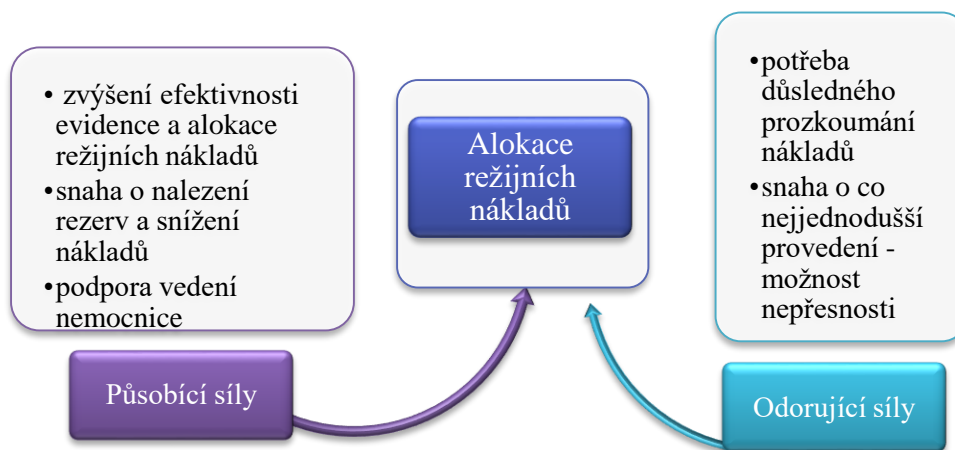 • zvýšení efektivnosti
evidence a alokace
režijních nákladů
•snaha o nalezení
rezerv a snížení
nákladů
•podpora vedení
nemocnice
Působící síly
Alokace
režijních
nákladů
•potřeba
důsledného
prozkoumání
nákladů
•snaha o co
nejjednodušší
provedení -
možnost
nepřesnosti
Odorující síly